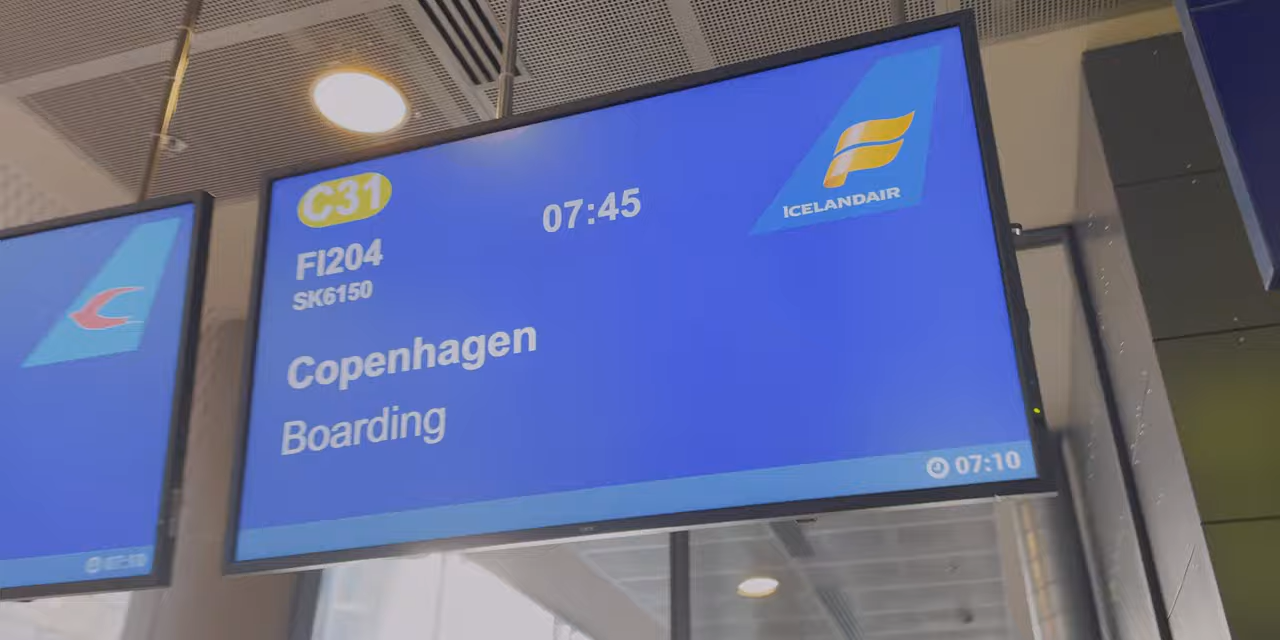 C31
07:45
ICELANDAIR
FI204
SK6150
Copenhagen
Boarding
07:10